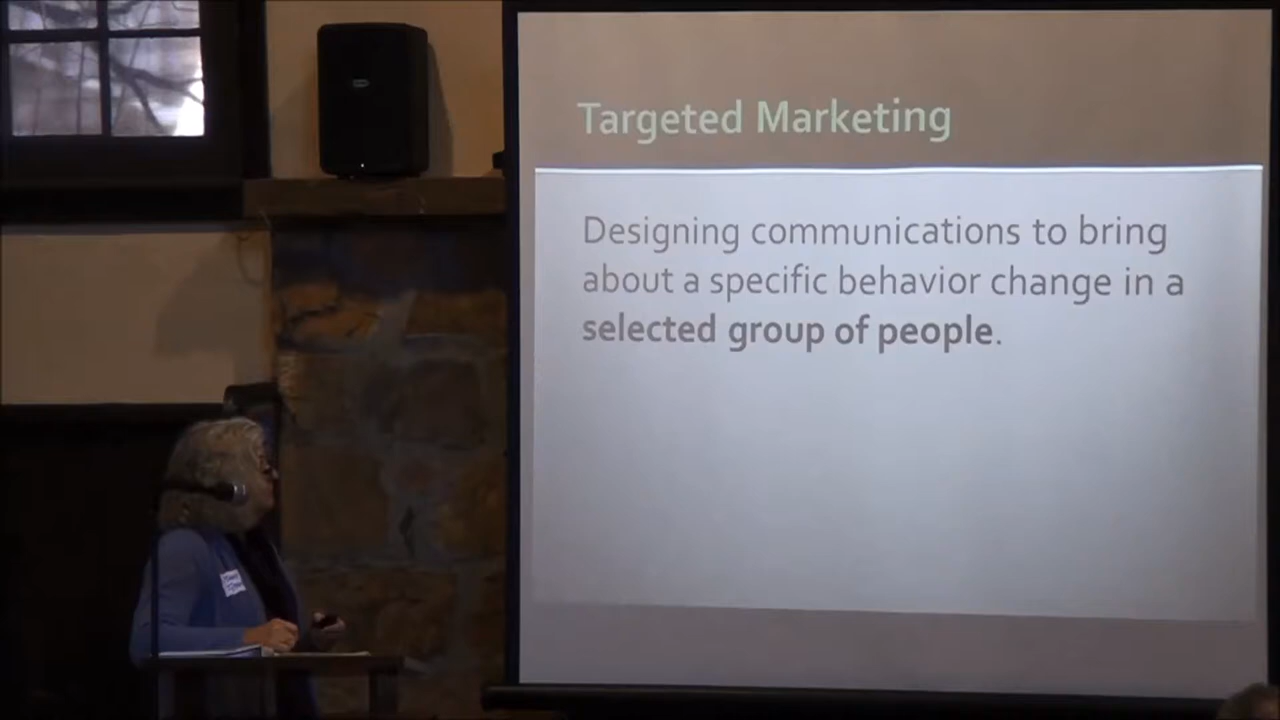 Targeted Marketing
Designing communications to bring
about a specific behavior change in a
selected group of people.